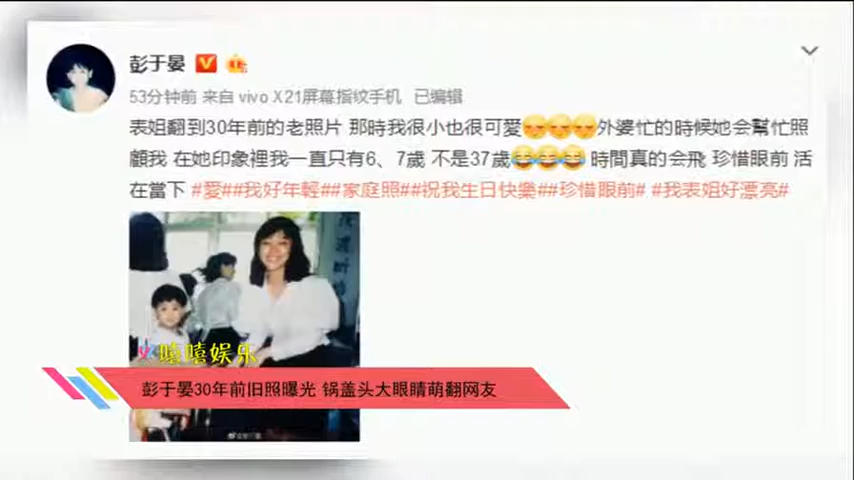 彭于晏
53分钟前 来自 vivo X21屏幕指纹手机 已编辑
表姐翻到30年前的老照片 那時我很小也很可愛外婆忙的時候她会幫忙照
顧我 在她印象裡我一直只有6、7歲 不是37歲 時間真的会飛 珍惜眼前 活
在當下 #愛##我好年輕##家庭照##祝我生日快樂##珍惜眼前# #我表姐好漂亮#
嘻嘻娱乐
彭于晏30年前旧照曝光 锅盖头大眼睛萌翻网友